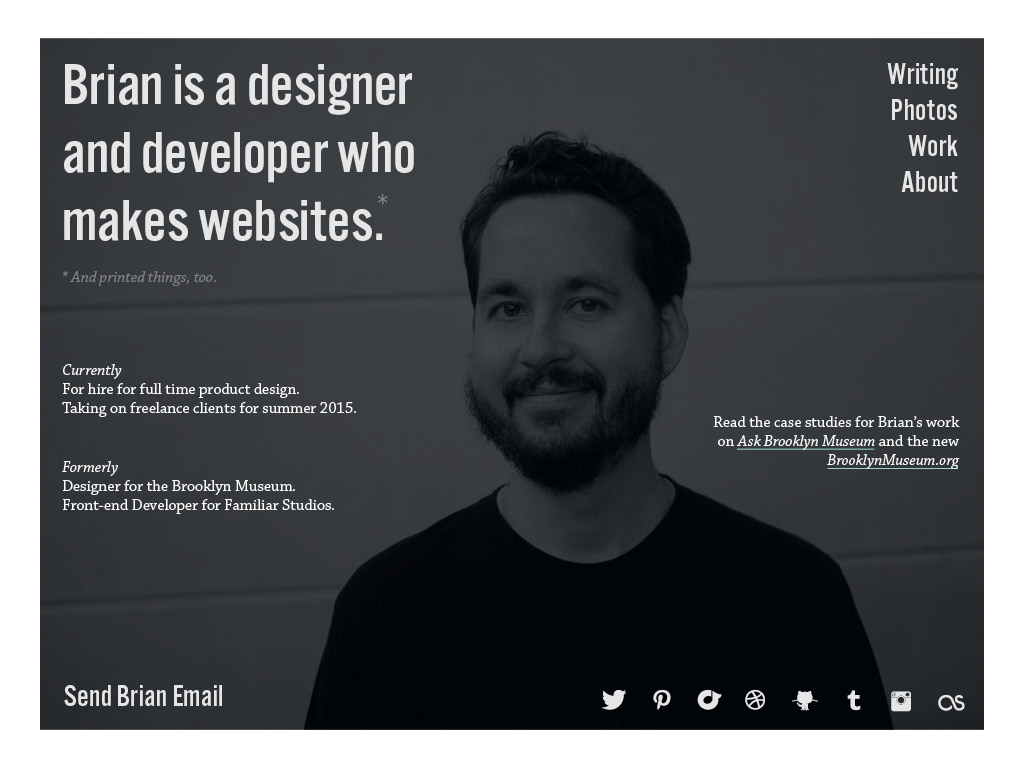 Brian is a designer
and developer who
makes websites.*
* And printed things, too.
Writing
Photos
Work
About
Currently
For hire for full time product design.
Taking on freelance clients for summer 2015.
Formerly
Designer for the Brooklyn Museum.
Front-end Developer for Familiar Studios.
Read the case studies for Brian’s work
on Ask Brooklyn Museum and the new
BrooklynMuseum.org
Send Brian Email